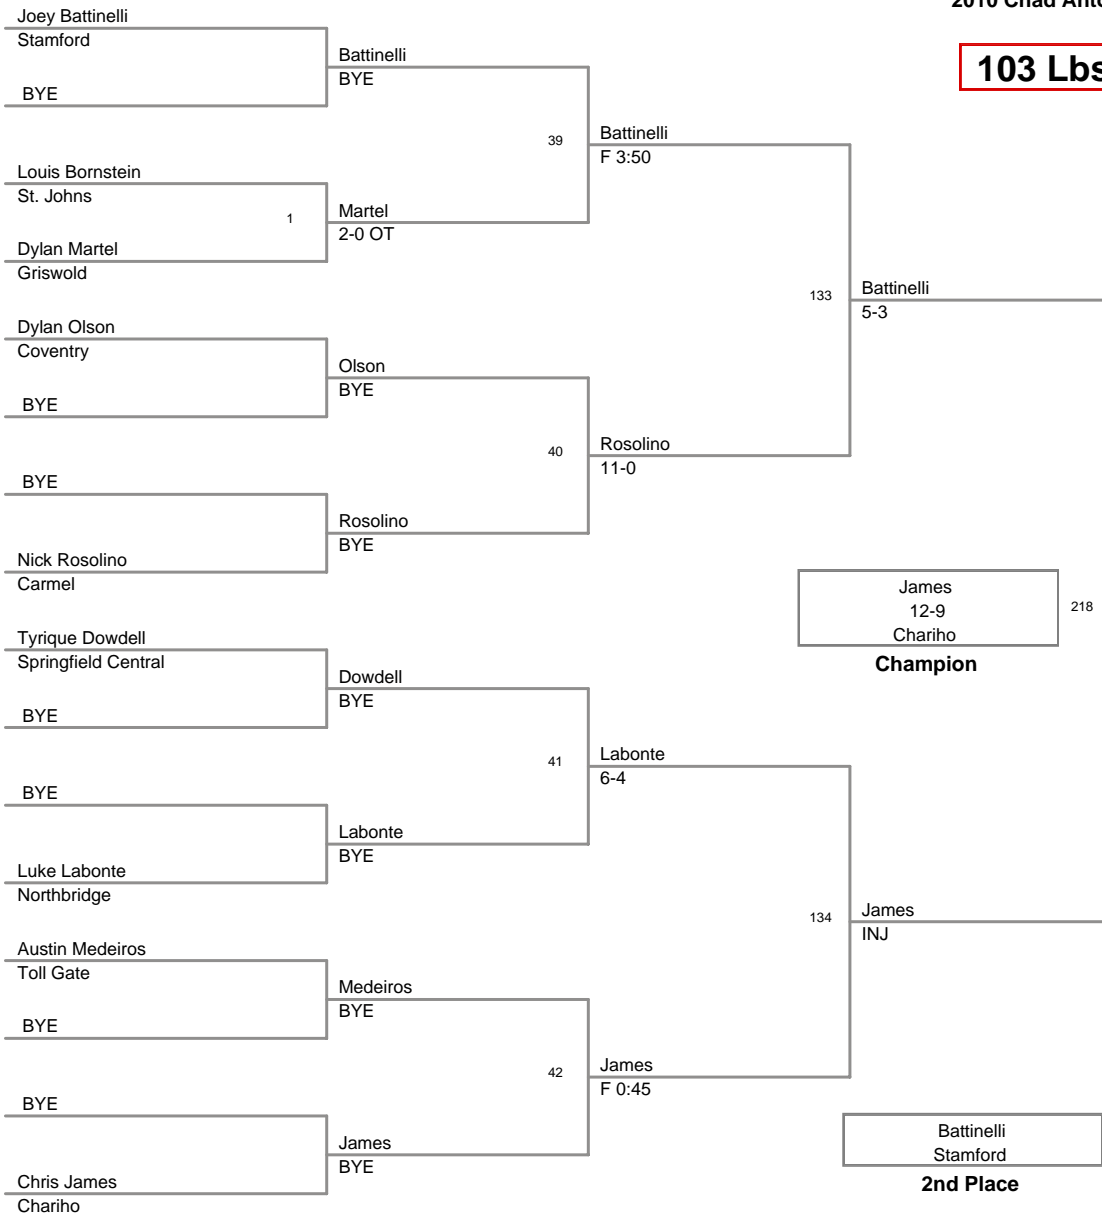 2010 Chad
103 Lbs
Joey Battinelli
Stamford
BYE
Battinelli
BYE
Louis Bornstein
St. Johns
1
Dylan Martel
Griswold
Martel
2-0 OT
39
Battinelli
F 3:50
Dylan Olson
Coventry
BYE
Olson
BYE
BYE
Nick Rosolino
Carmel
Rosolino
BYE
40
Rosolino
11-0
133
Battinelli
5-3
Tyrique Dowdell
Springfield Central
BYE
Dowdell
BYE
BYE
Luke Labonte
Northbridge
Labonte
BYE
41
Labonte
6-4
Austin Medeiros
Toll Gate
BYE
Medeiros
BYE
BYE
Chris James
Chariho
James
BYE
42
James
F 0:45
134
James
INJ
James
12-9
Chariho
218
Champion
Battinelli
Stamford
2nd Place